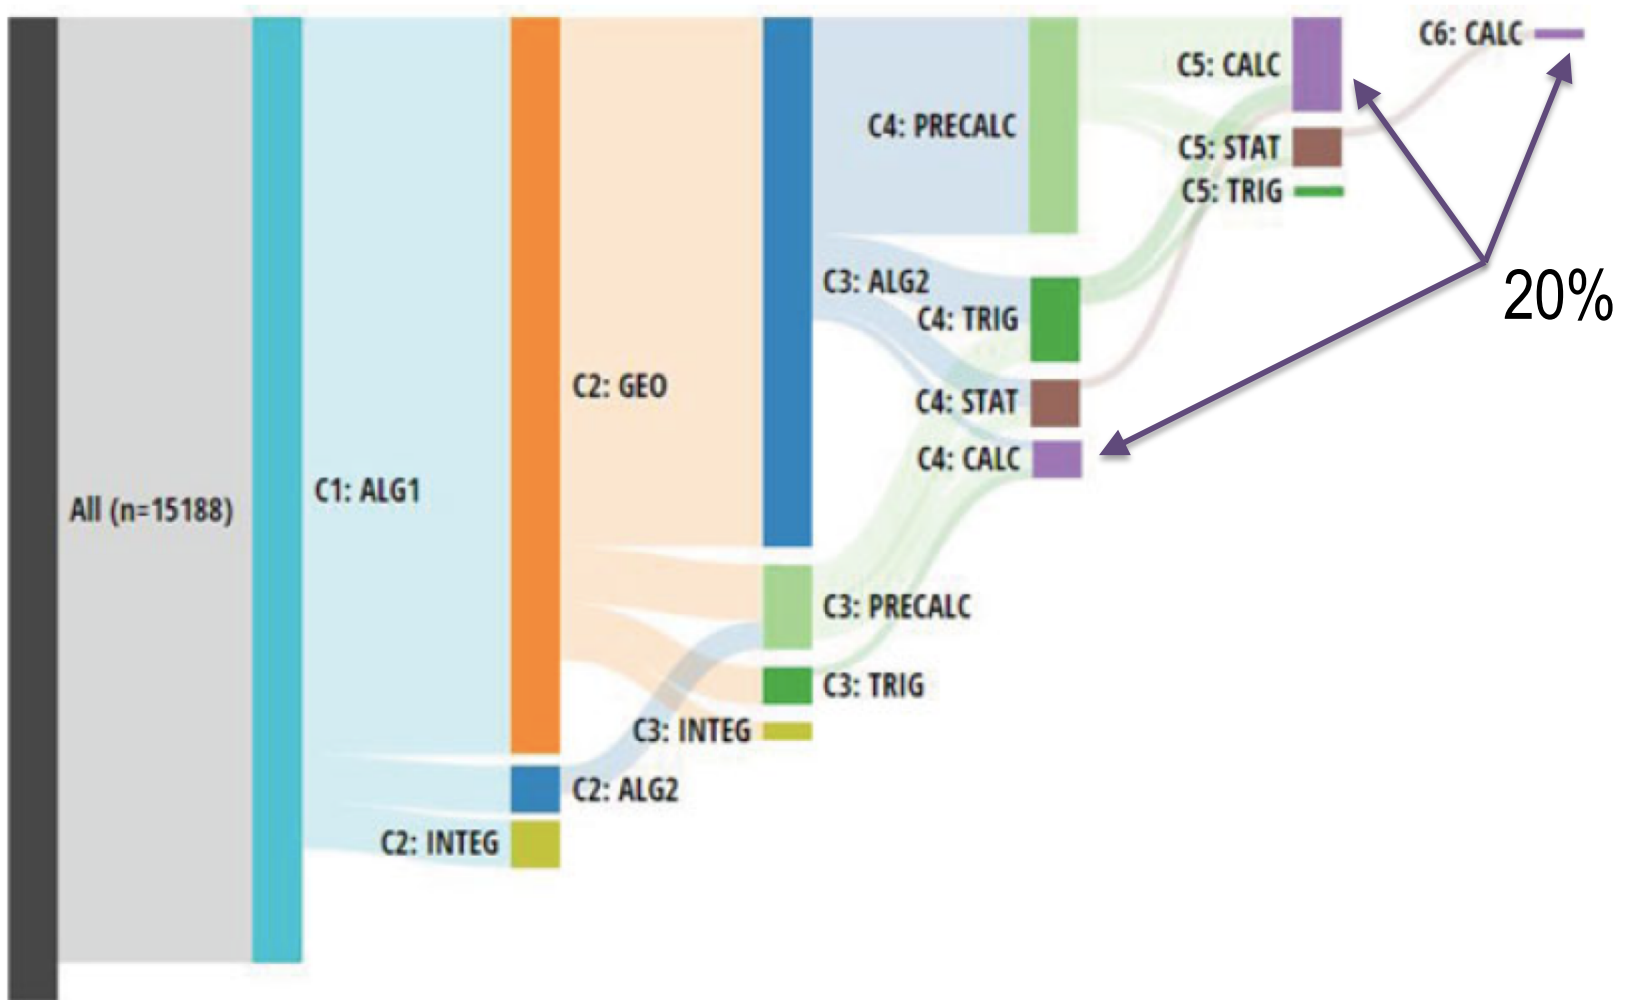 All (n=15188)
C1: ALG1
C2: GEO
C2: ALG2
C2: INTEG
C3: ALG2
C3: PRECALC
C3: TRIG
C3: INTEG
C4: PRECALC
C4: TRIG
C4: STAT
C4: CALC
C5: CALC
C5: STAT
C5: TRIG
C6: CALC
20%